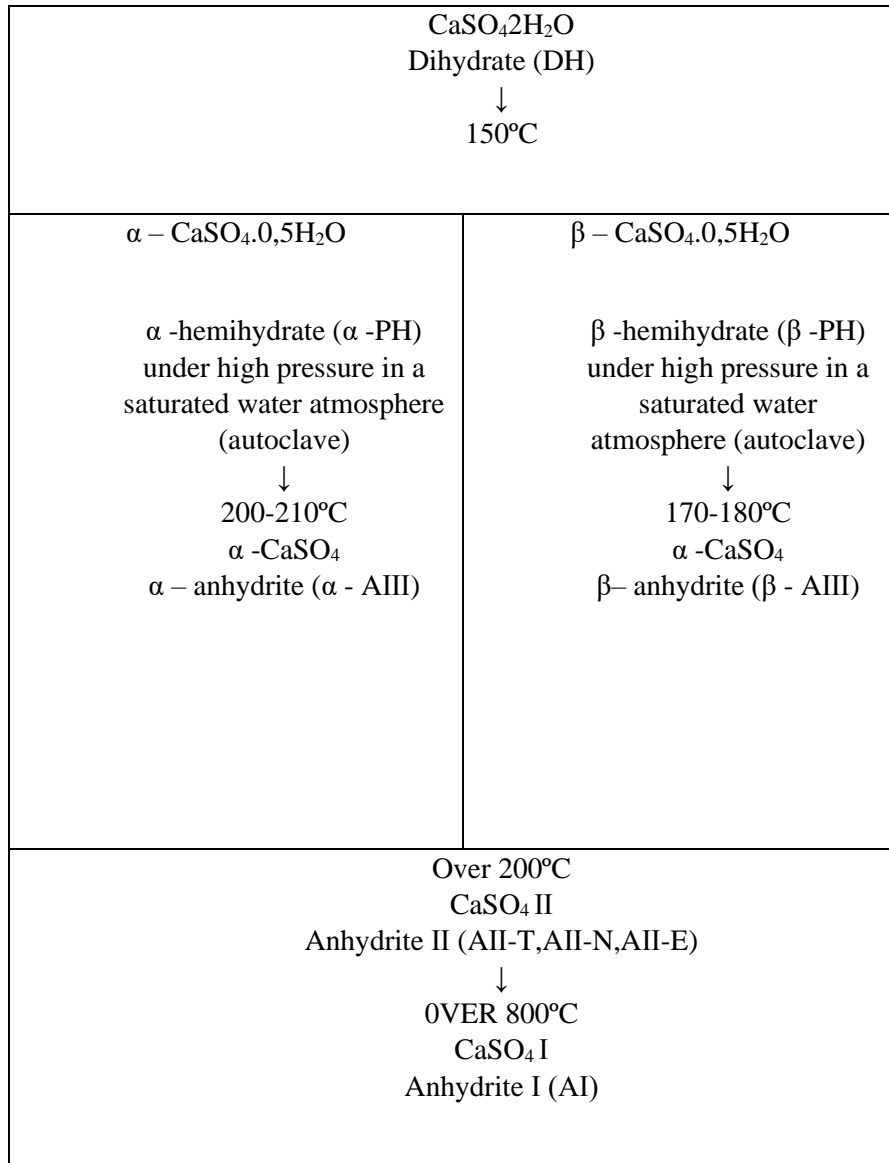 CaSO₄2H₂O
Dihydrate (DH)
↓
150ºC
α – CaSO₄.0,5H₂O
α -hemihydrate (α -PH)
under high pressure in a
saturated water atmosphere
(autoclave)
↓
200-210ºC
α -CaSO₄
α – anhydrite (α - AIII)
β – CaSO₄.0,5H₂O
β -hemihydrate (β -PH)
under high pressure in a
saturated water
atmosphere (autoclave)
↓
170-180ºC
α -CaSO₄
β– anhydrite (β - AIII)
Over 200ºC
CaSO₄ II
Anhydrite II (AII-T,AII-N,AII-E)
↓
0VER 800ºC
CaSO₄ I
Anhydrite I (AI)